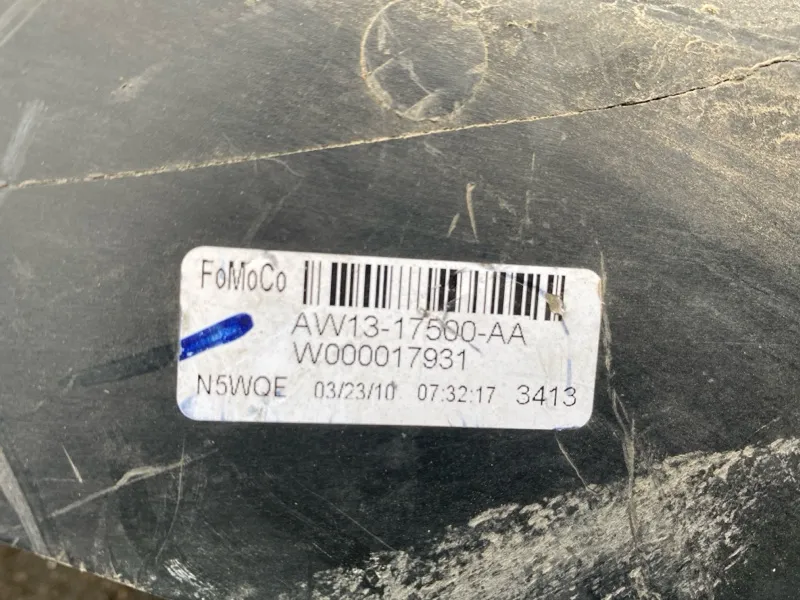 FoMoCo
AW13-17500-AA
W000017931
N5WQE 03/23/10 07:32:17 3413